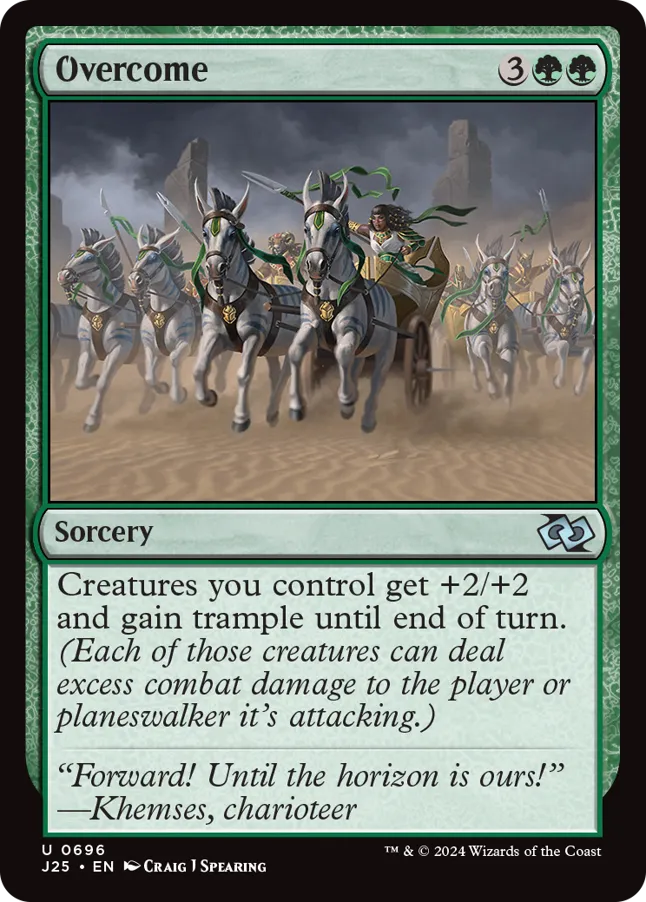 Overcome 3
Sorcery
Creatures you control get +2/+2
and gain trample until end of turn.
(Each of those creatures can deal
excess combat damage to the player or
planeswalker it’s attacking.)
“Forward! Until the horizon is ours!”
—Khemses, charioteer
U 0696
J25 • EN Craig J Spearing
™ & © 2024 Wizards of the Coast